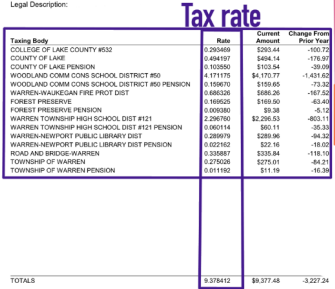 Legal Description:
Tax rate
Taxing Body Rate Current Amount Change From Prior Year
COLLEGE OF LAKE COUNTY #532 0.293469 $293.44 -100.72
COUNTY OF LAKE 0.494197 $494.14 -176.97
COUNTY OF LAKE 0.103550 $103.54 -39.09
WOODLAND COMM CONS SCHOOL DISTRICT #50 4.171175 $4,170.77 -1,431.62
WOODLAND COMM CONS SCHOOL DISTRICT #50 PENSION 0.159670 $159.65 -73.32
WARREN-WAUKEGAN FIRE PROT DIST 0.686326 $686.26 -167.52
FOREST PRESERVE 0.169525 $169.50 -63.40
FOREST PRESERVE PENSION 0.009380 $9.38 -5.12
WARREN TOWNSHIP HIGH SCHOOL DIST #121 2.296760 $2,296.53 -803.11
WARREN TOWNSHIP HIGH SCHOOL DIST #121 PENSION 0.060114 $60.11 -35.33
WARREN-NEWPORT PUBLIC LIBRARY DIST 0.289979 $289.96 -94.32
WARREN-NEWPORT PUBLIC LIBRARY DIST PENSION 0.022162 $22.16 -18.02
ROAD AND BRIDGE-WARREN 0.335887 $335.84 -118.10
TOWNSHIP OF WARREN 0.275026 $275.01 -84.21
TOWNSHIP OF WARREN PENSION 0.011192 $11.19 -16.39
TOTALS 9.378412 $9,377.48 -3,227.24